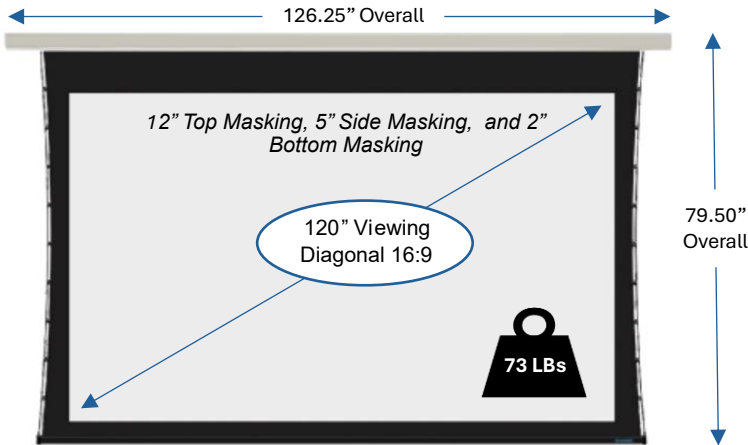 126.25” Overall
12” Top Masking, 5” Side Masking,  and 2”
Bottom Masking
120” Viewing
Diagonal 16:9
79.50”
Overall
73 LBs